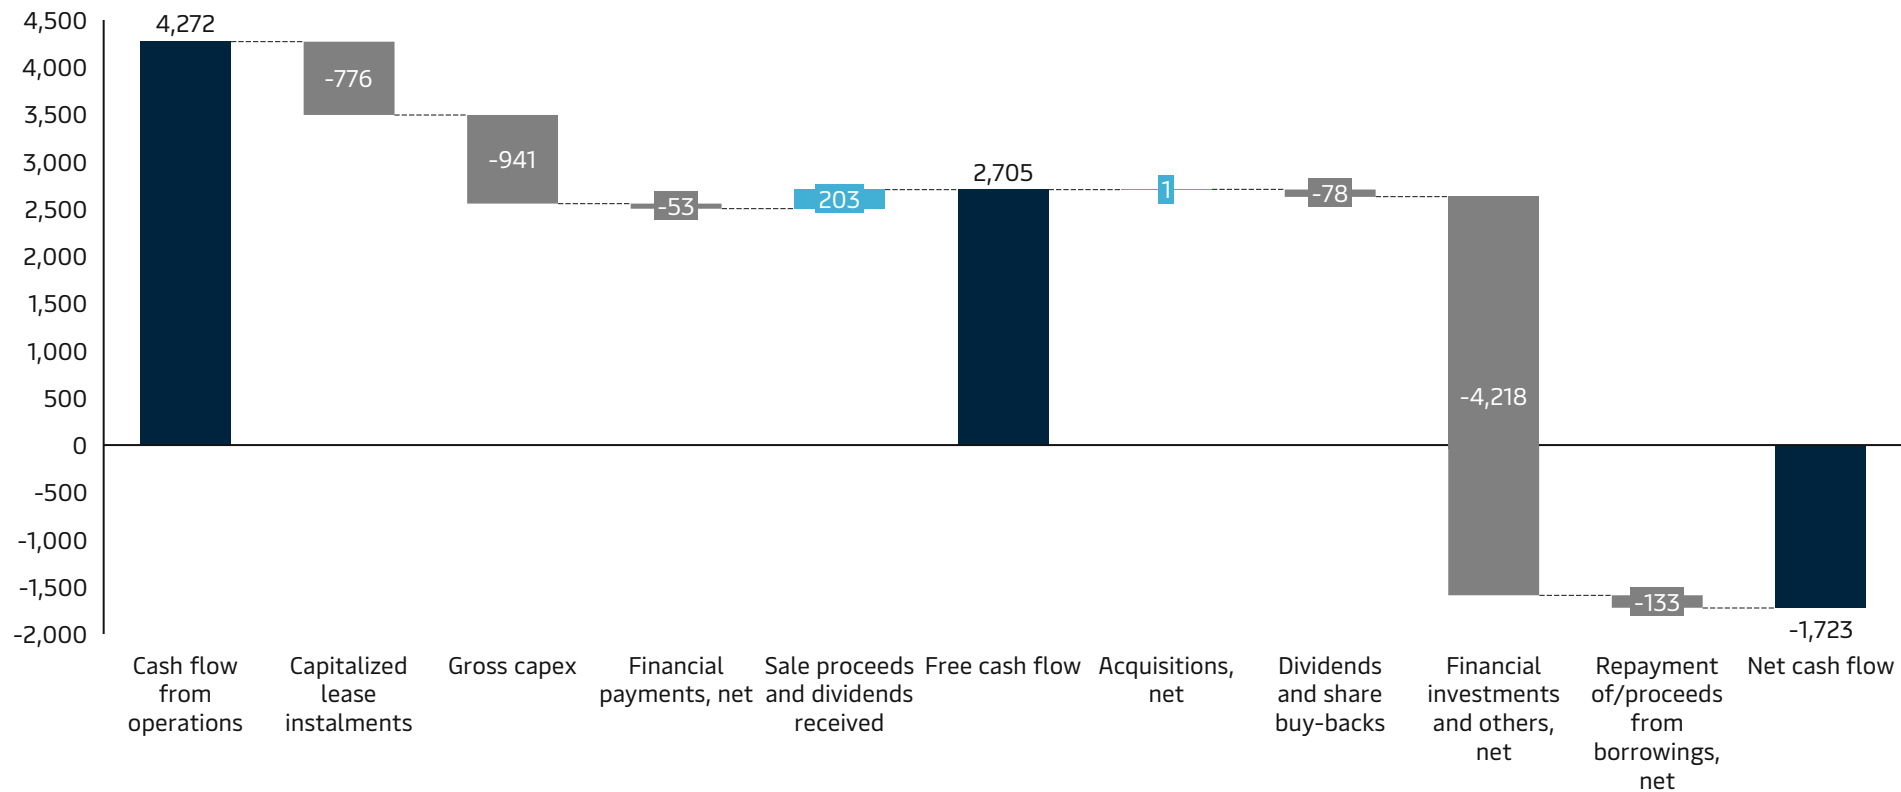 4,500
4,000
3,500
3,000
2,500
2,000
1,500
1,000
500
0
-500
-1,000
-1,500
-2,000
4,272
-776
-941
-53
203
2,705
1
-78
-4,218
-133
-1,723
Cash flow
from
operations
Capitalized
lease
instalments
Gross capex
Financial
payments, net
Sale proceeds
and dividends
received
Free cash flow
Acquisitions,
net
Dividends
and share
buy-backs
Financial
investments
and others,
net
Repayment
of/proceeds
from
borrowings,
net
Net cash flow